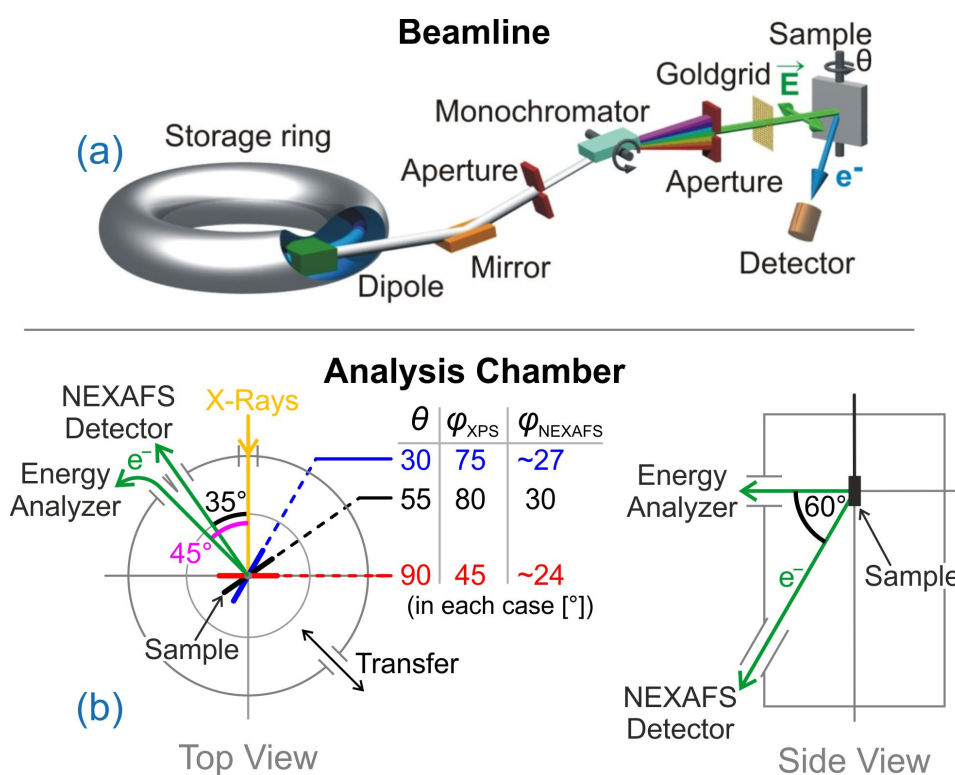 Beamline
(a)
Storage ring
Dipole
Mirror
Aperture
Monochromator
Aperture
Goldgrid
E
Sample
θ
e-
Detector
Analysis Chamber
NEXAFS
Detector
X-Rays
Energy
Analyzer
e-
35°
45°
Sample
Transfer
θ φXPS φNEXAFS
30 75 ~27
55 80 30
90 45 ~24
(in each case [°])
(b)
Top View
Energy
Analyzer
60°
e-
Sample
NEXAFS
Detector
Side View